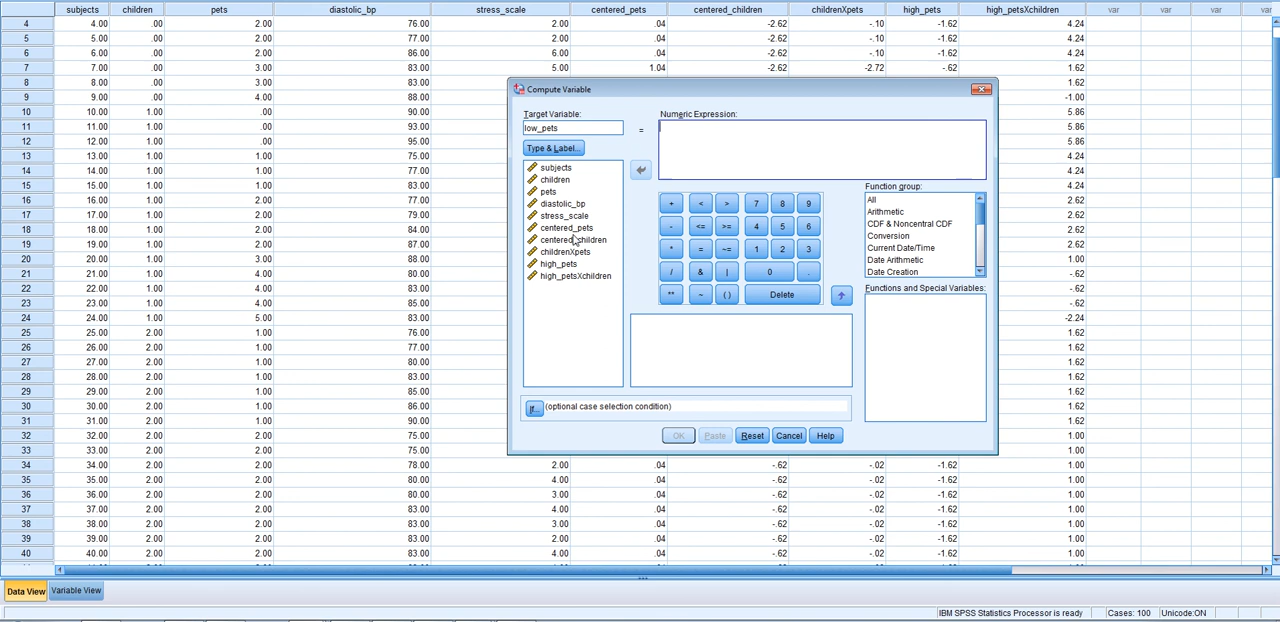 subjects children pets diastolic_bp stress_scale centered_pets centered_children childrenXpets high_pets high_petsXchildren var var var var
4 4.00 .00 2.00 76.00 2.00 .04 -2.62 -.10 -1.62 4.24
5 5.00 .00 2.00 77.00 2.00 .04 -2.62 -.10 -1.62 4.24
6 6.00 .00 2.00 86.00 6.00 .04 -2.62 -.10 -1.62 4.24
7 7.00 .00 3.00 83.00 5.00 1.04 -2.62 -2.72 -.62 1.62
8 8.00 .00 3.00 83.00 1.62
9 9.00 .00 4.00 88.00 -1.00
10 10.00 1.00 .00 90.00 5.86
11 11.00 1.00 .00 93.00 5.86
12 12.00 1.00 .00 95.00 5.86
13 13.00 1.00 1.00 75.00 4.24
14 14.00 1.00 1.00 77.00 4.24
15 15.00 1.00 1.00 83.00 4.24
16 16.00 1.00 2.00 77.00 2.62
17 17.00 1.00 2.00 79.00 2.62
18 18.00 1.00 2.00 84.00 2.62
19 19.00 1.00 2.00 87.00 2.62
20 20.00 1.00 3.00 88.00 1.00
21 21.00 1.00 4.00 80.00 -.62
22 22.00 1.00 4.00 83.00 -.62
23 23.00 1.00 4.00 85.00 -.62
24 24.00 1.00 5.00 83.00 -2.24
25 25.00 2.00 1.00 76.00 1.62
26 26.00 2.00 1.00 77.00 1.62
27 27.00 2.00 1.00 80.00 1.62
28 28.00 2.00 1.00 83.00 1.62
29 29.00 2.00 1.00 85.00 1.62
30 30.00 2.00 1.00 86.00 1.62
31 31.00 2.00 1.00 90.00 1.62
32 32.00 2.00 2.00 75.00 1.00
33 33.00 2.00 2.00 75.00 1.00
34 34.00 2.00 2.00 78.00 2.00 .04 -.62 -.02 -1.62 1.00
35 35.00 2.00 2.00 80.00 4.00 .04 -.62 -.02 -1.62 1.00
36 36.00 2.00 2.00 80.00 3.00 .04 -.62 -.02 -1.62 1.00
37 37.00 2.00 2.00 83.00 4.00 .04 -.62 -.02 -1.62 1.00
38 38.00 2.00 2.00 83.00 3.00 .04 -.62 -.02 -1.62 1.00
39 39.00 2.00 2.00 83.00 2.00 .04 -.62 -.02 -1.62 1.00
40 40.00 2.00 2.00 83.00 4.00 .04 -.62 -.02 -1.62 1.00
Compute Variable
Target Variable:
low_pets
=
Numeric Expression:
Type & Label...
subjects
children
pets
diastolic_bp
stress_scale
centered_pets
centered_children
childrenXpets
high_pets
high_petsXchildren
+ < > 7 8 9
- <= >= 4 5 6
* = ~= 1 2 3
/ & | 0 .
** ~ ( ) Delete
Function group:
All
Arithmetic
CDF & Noncentral CDF
Conversion
Current Date/Time
Date Arithmetic
Date Creation
Functions and Special Variables:
If... (optional case selection condition)
OK Paste Reset Cancel Help
Data View Variable View
IBM SPSS Statistics Processor is ready Cases: 100 Unicode:ON